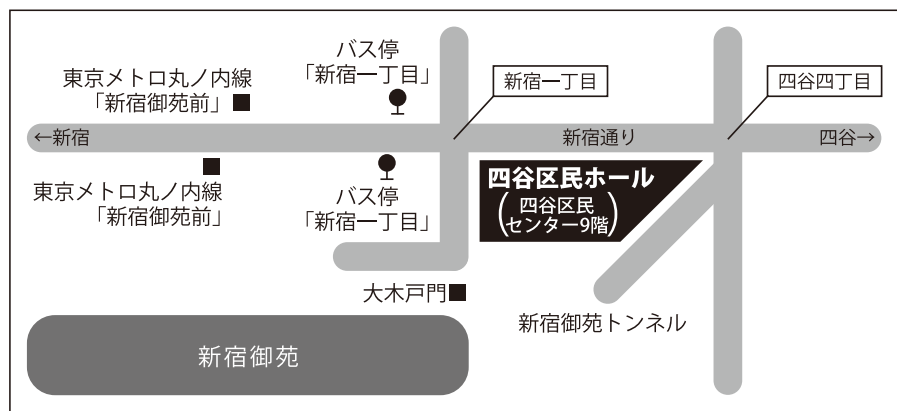 バス停
「新宿一丁目」
東京メトロ丸ノ内線
「新宿御苑前」
新宿一丁目
四谷四丁目
←新宿
新宿通り
四谷→
東京メトロ丸ノ内線
「新宿御苑前」
バス停
「新宿一丁目」
四谷区民ホール
(四谷区民
センター9階)
大木戸門
新宿御苑トンネル
新宿御苑